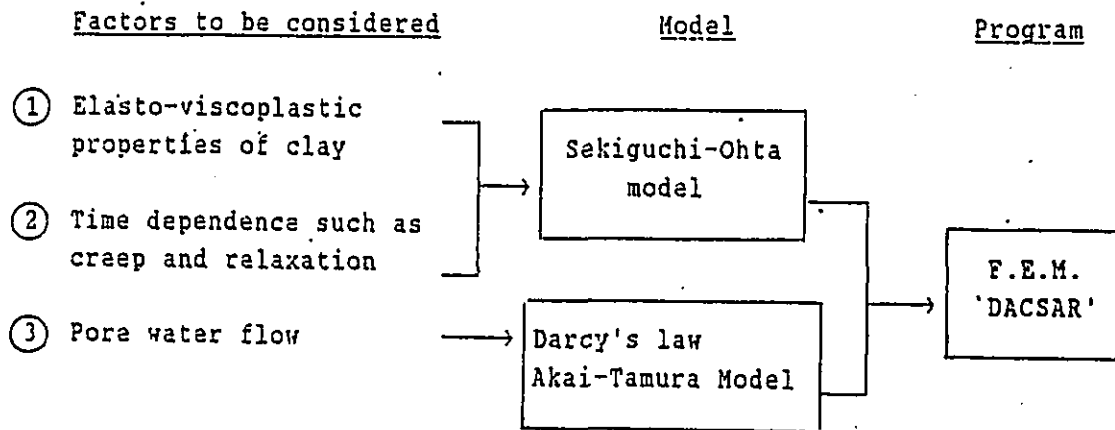 Factors to be considered
Model
Program
① Elasto-viscoplastic
properties of clay
② Time dependence such as
creep and relaxation
③ Pore water flow
Sekiguchi-Ohta
model
Darcy's law
Akai-Tamura Model
F.E.M.
'DACSAR'